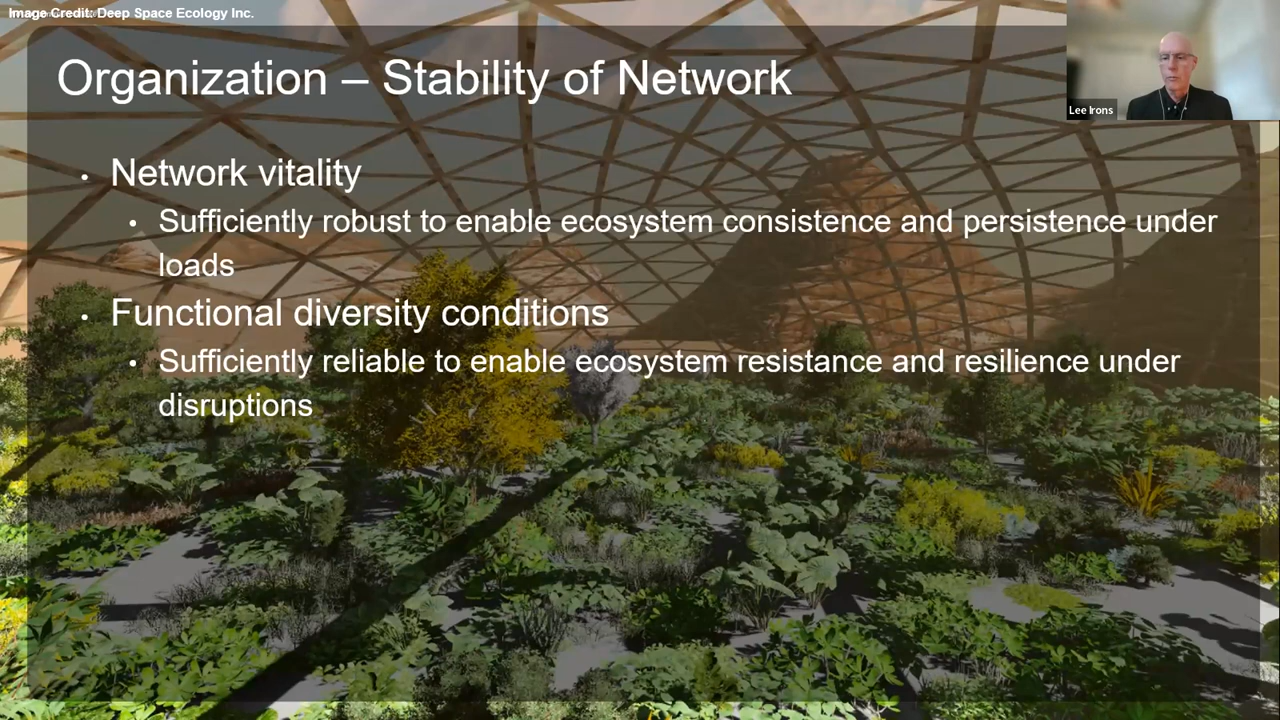 Image Credit: Deep Space Ecology Inc.
Organization – Stability of Network
Lee Irons
• Network vitality
• Sufficiently robust to enable ecosystem consistence and persistence under
loads
• Functional diversity conditions
• Sufficiently reliable to enable ecosystem resistance and resilience under
disruptions